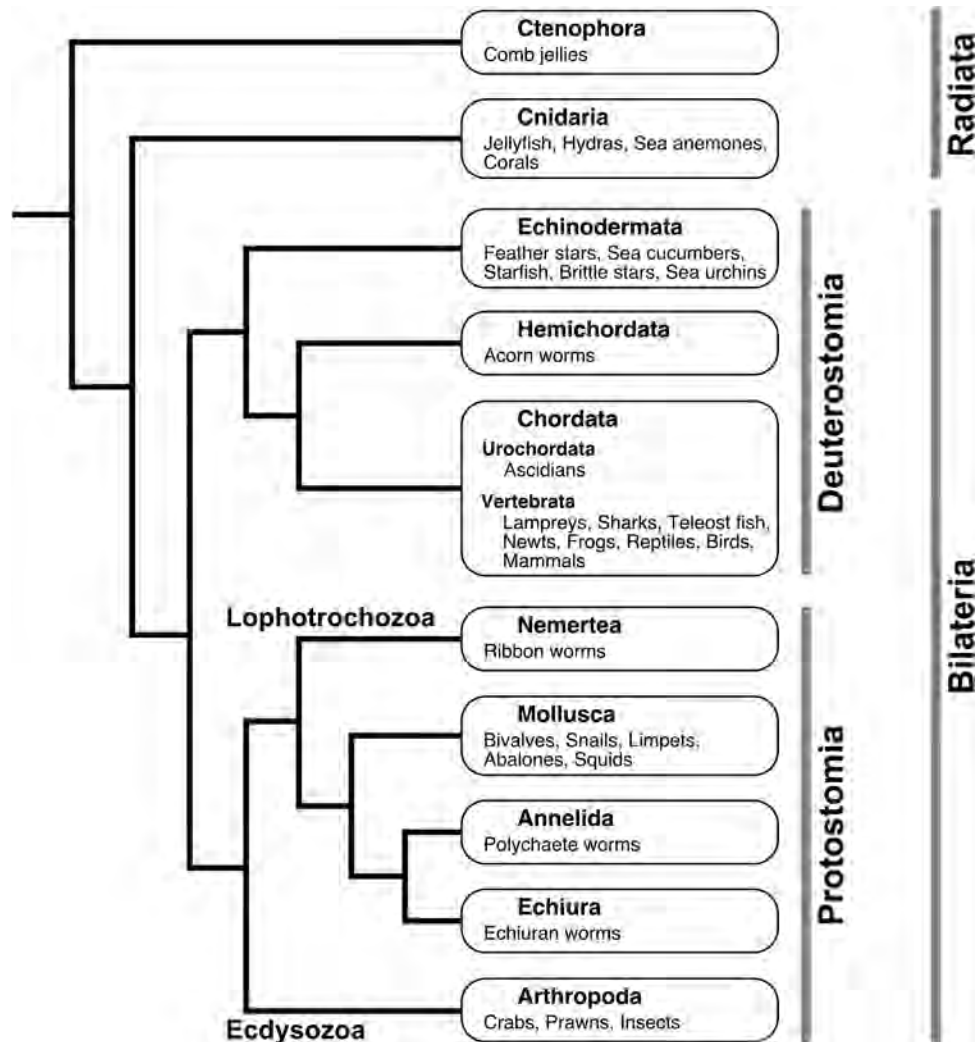 Ctenophora
Comb jellies
Cnidaria
Jellyfish, Hydras, Sea anemones,
Corals
Radiata
Echinodermata
Feather stars, Sea cucumbers,
Starfish, Brittle stars, Sea urchins
Hemichordata
Acorn worms
Chordata
Urochordata
Ascidians
Vertebrata
Lampreys, Sharks, Teleost fish,
Newts, Frogs, Reptiles, Birds,
Mammals
Deuterostomia
Lophotrochozoa
Nemertea
Ribbon worms
Mollusca
Bivalves, Snails, Limpets,
Abalones, Squids
Annelida
Polychaete worms
Echiura
Echiuran worms
Ecdysozoa
Arthropoda
Crabs, Prawns, Insects
Protostomia
Bilateria